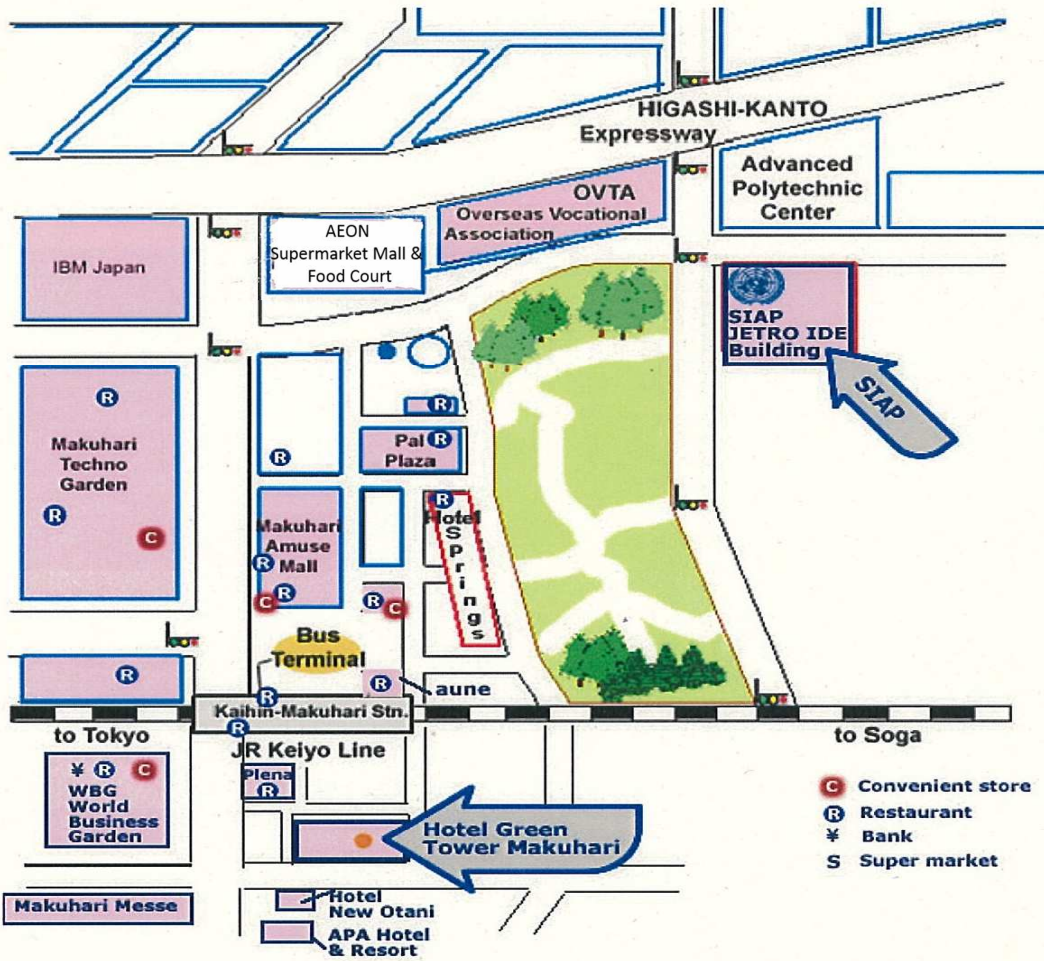 HIGASHI-KANTO
Expressway
Advanced
Polytechnic
Center
OVTA
Overseas Vocational
Association
AEON
Supermarket Mall &
Food Court
IBM Japan
SIAP
JETRO IDE
Building
SIAP
Makuhari
Techno
Garden
R
R
C
R
R
Pal
Plaza
R
R
Hotel
Springs
Makuhari
Amuse
Mall
R
R
C
R
C
Bus
Terminal
R
R
R
aune
Kaihin-Makuhari Stn.
R
to Tokyo
JR Keiyo Line
to Soga
¥ R C
WBG
World
Business
Garden
Plena
R
Hotel Green
Tower Makuhari
C Convenient store
R Restaurant
¥ Bank
S Super market
Makuhari Messe
Hotel
New Otani
APA Hotel
& Resort